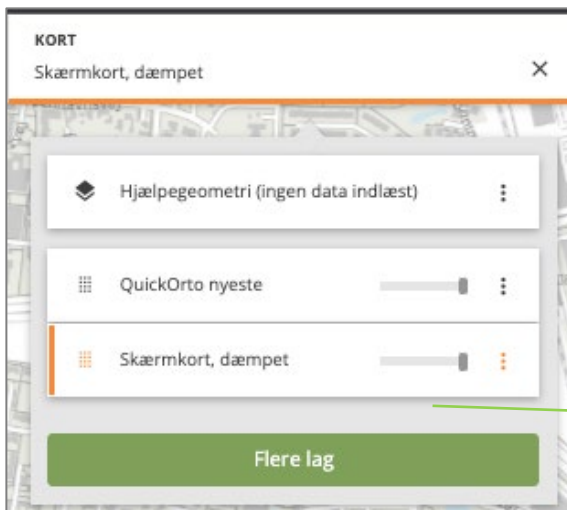 KORT
Skærmkort, dæmpet
Hjælpegeometri (ingen data indlæst)
QuickOrto nyeste
Skærmkort, dæmpet
Flere lag